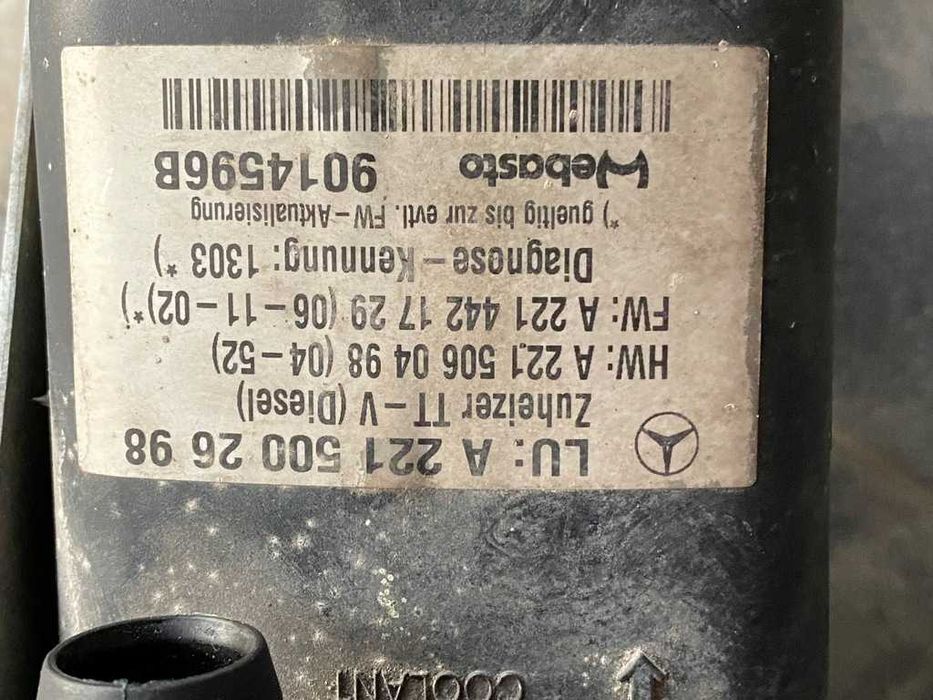 LU: A 221 500 26 98
Zuheizer TT-V (Diesel)
HW: A 221 506 04 98 (04-52)
FW: A 221 442 17 29 (06-11-02)*)
Diagnose-Kennung: 1303 *)
*) gueltig bis zur evtl. FW-Aktualisierung
Webasto 9014596B
COOLANT